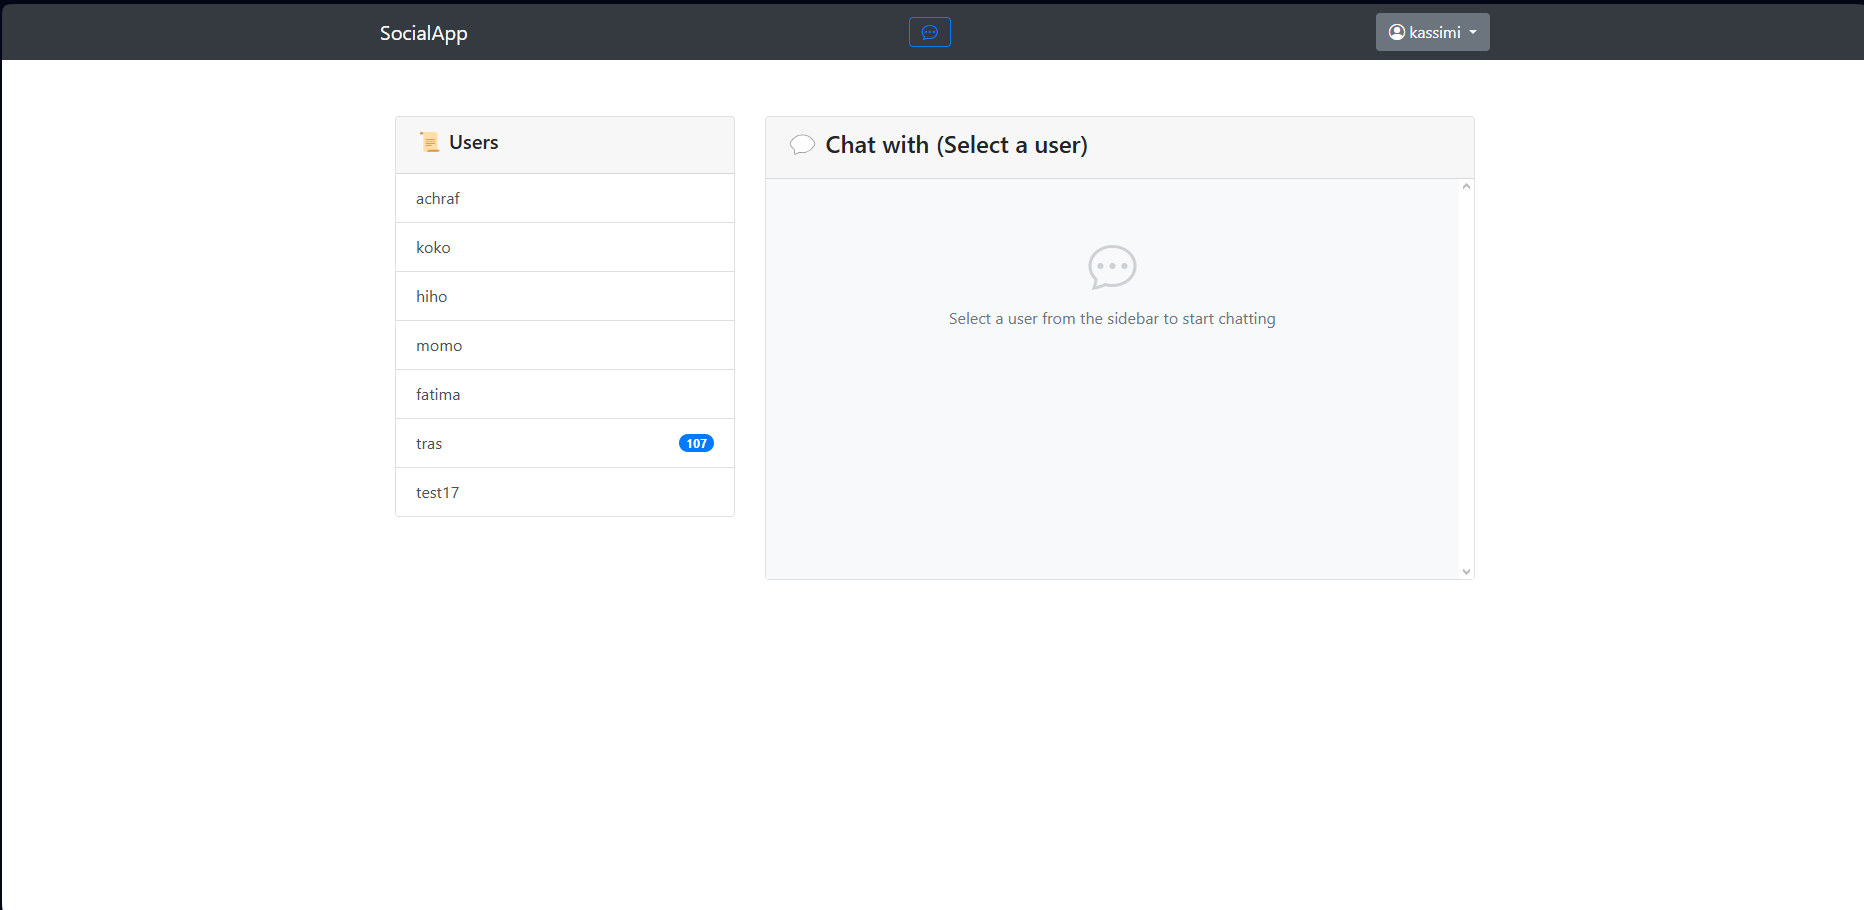 SocialApp
kassimi
Users
achraf
koko
hiho
momo
fatima
tras 107
test17
Chat with (Select a user)
Select a user from the sidebar to start chatting